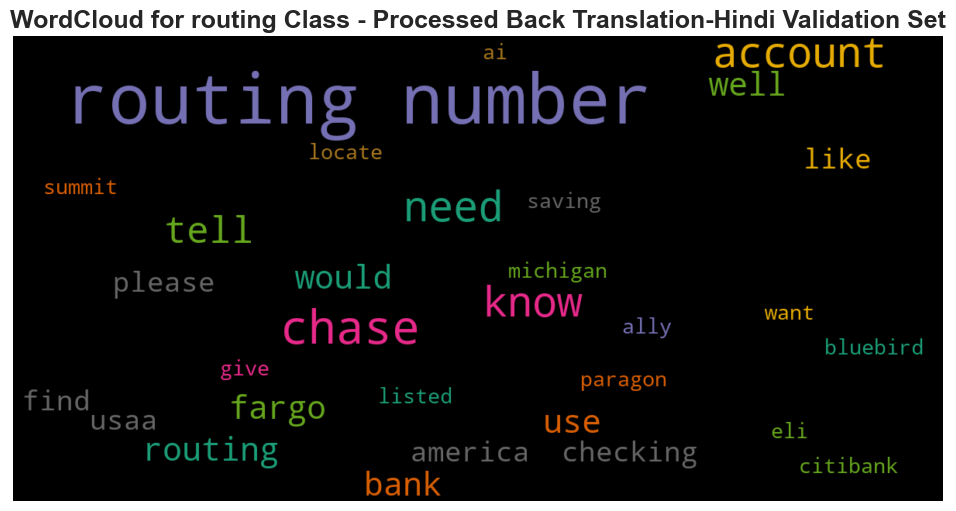 WordCloud for routing Class - Processed Back Translation-Hindi Validation Set
ai
account
routing number
well
locate
like
summit
need
saving
tell
please
would
michigan
know
chase
ally
want
bluebird
give
paragon
find
usaa
fargo
listed
use
eli
routing
america
checking
citibank
bank